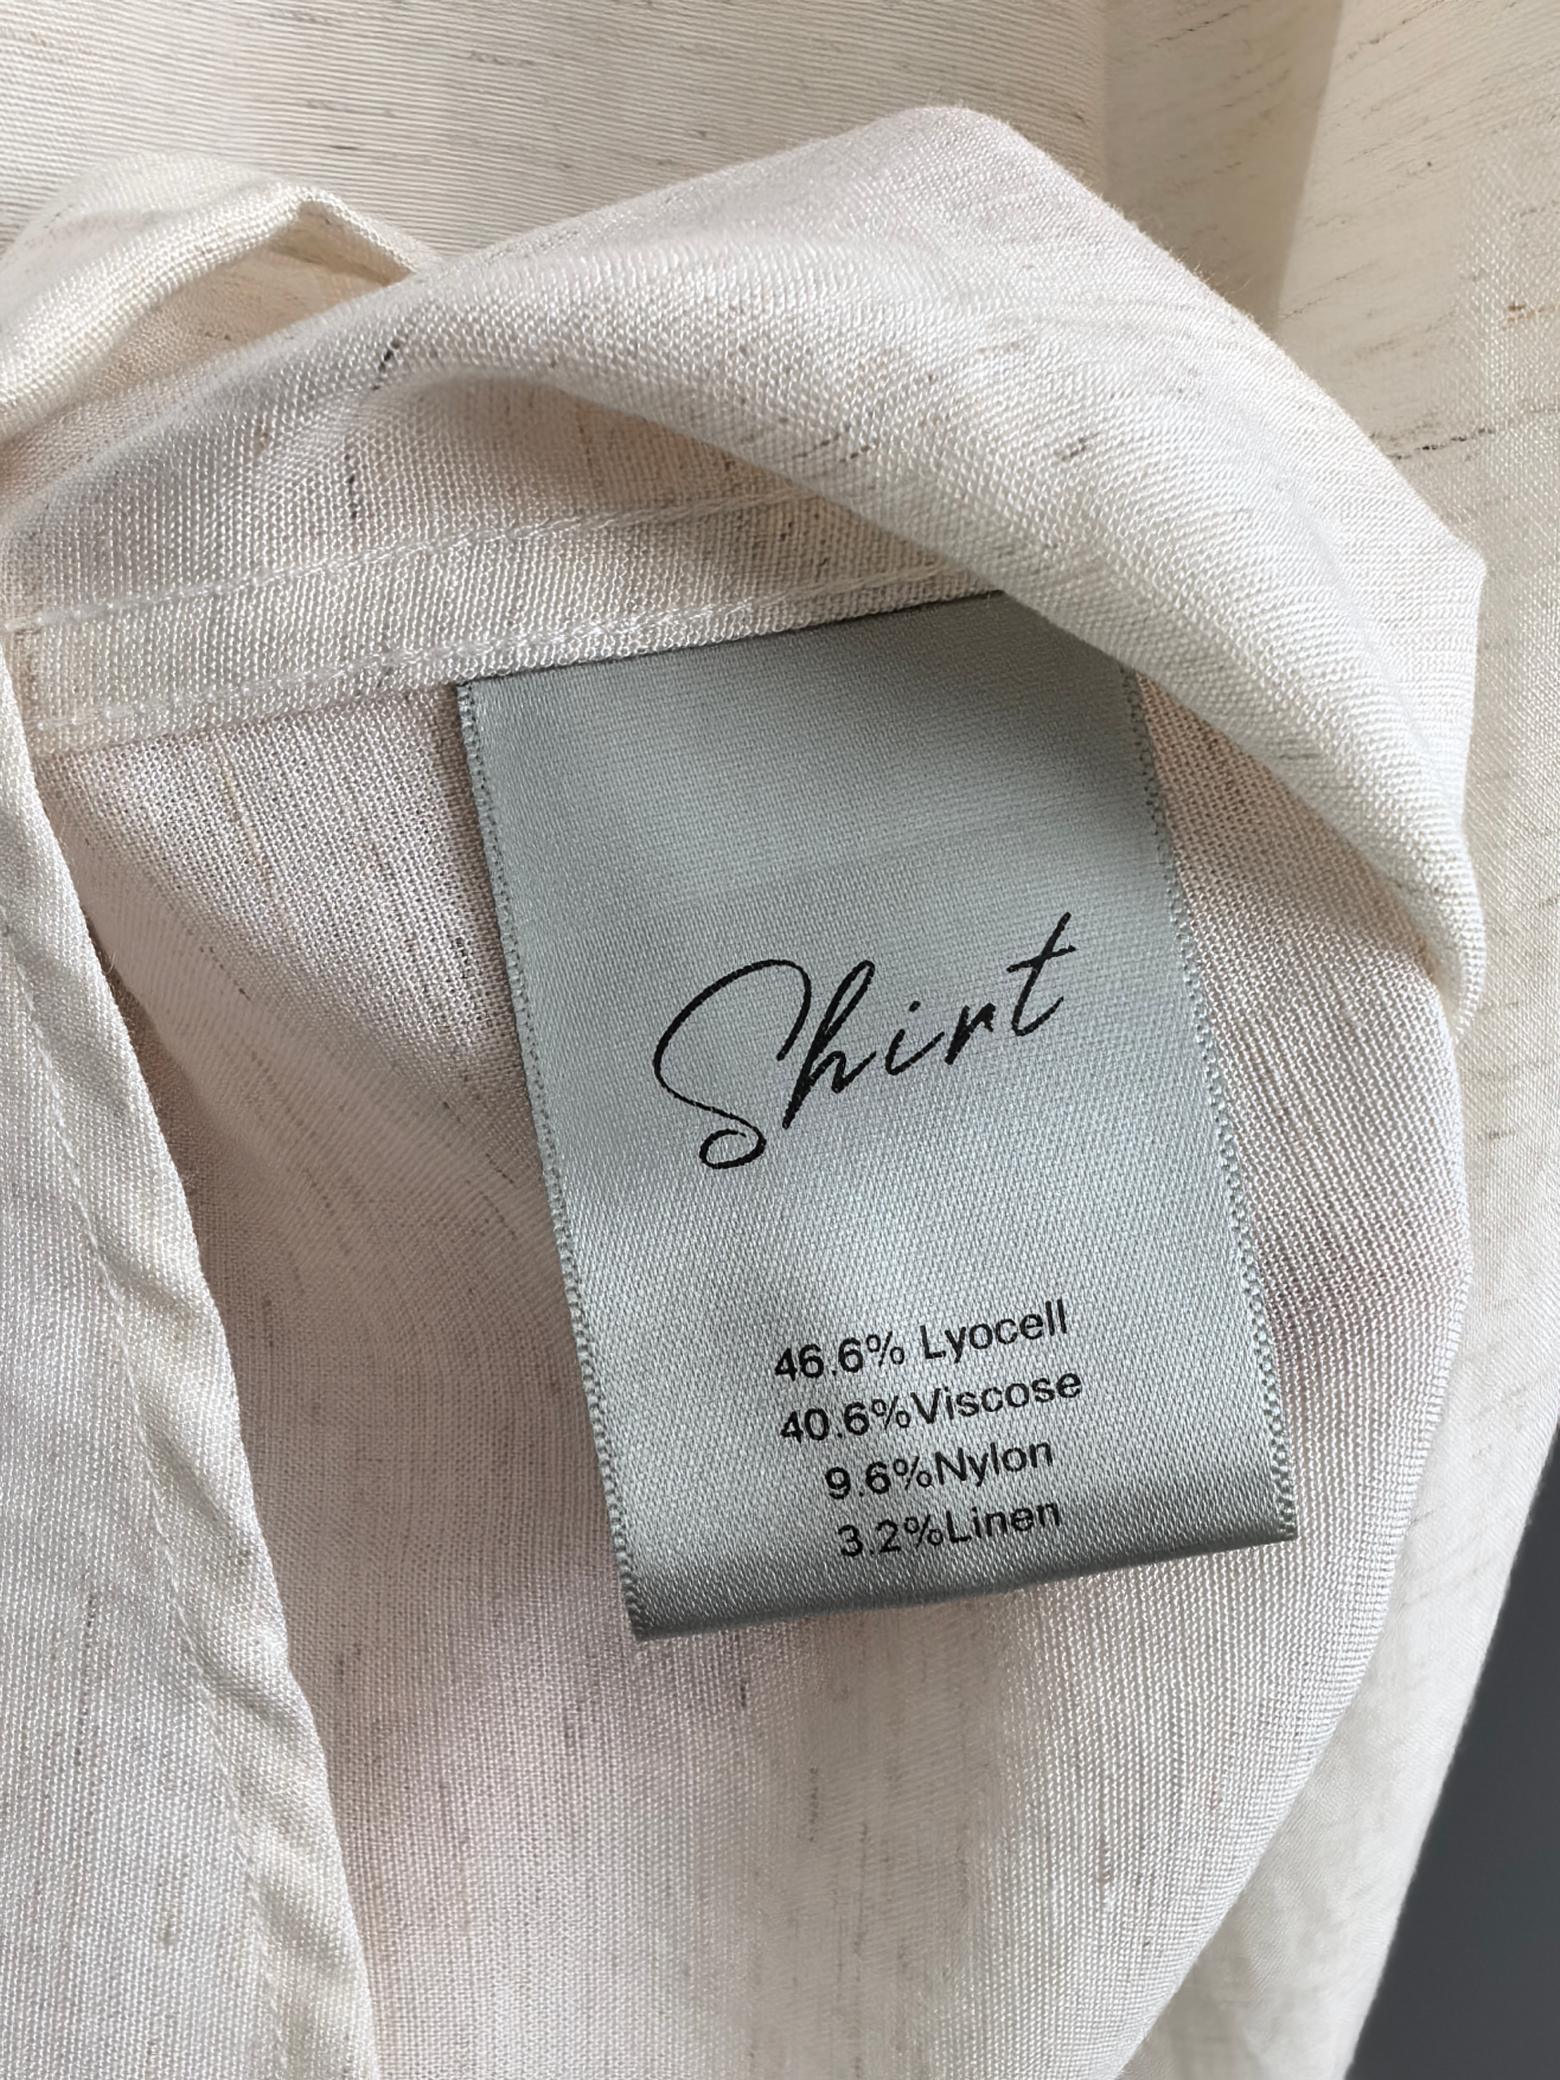 Shirt
46.6% Lyocell
40.6%Viscose
9.6%Nylon
3.2%Linen